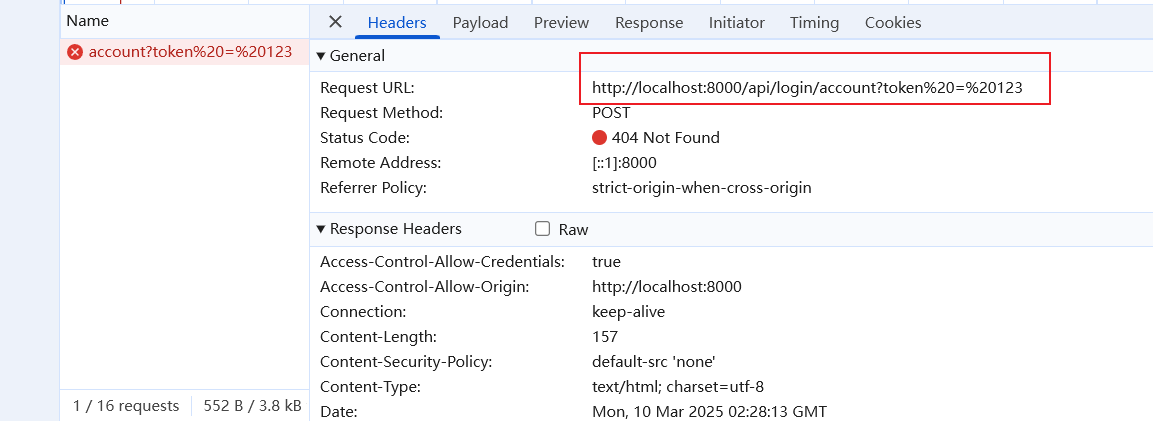 Name
Headers Payload Preview Response Initiator Timing Cookies
account?token%20=%20123
General
Request URL: http://localhost:8000/api/login/account?token%20=%20123
Request Method: POST
Status Code: 404 Not Found
Remote Address: [::1]:8000
Referrer Policy: strict-origin-when-cross-origin
Response Headers Raw
Access-Control-Allow-Credentials: true
Access-Control-Allow-Origin: http://localhost:8000
Connection: keep-alive
Content-Length: 157
Content-Security-Policy: default-src 'none'
Content-Type: text/html; charset=utf-8
Date: Mon, 10 Mar 2025 02:28:13 GMT
1 / 16 requests 552 B / 3.8 kB